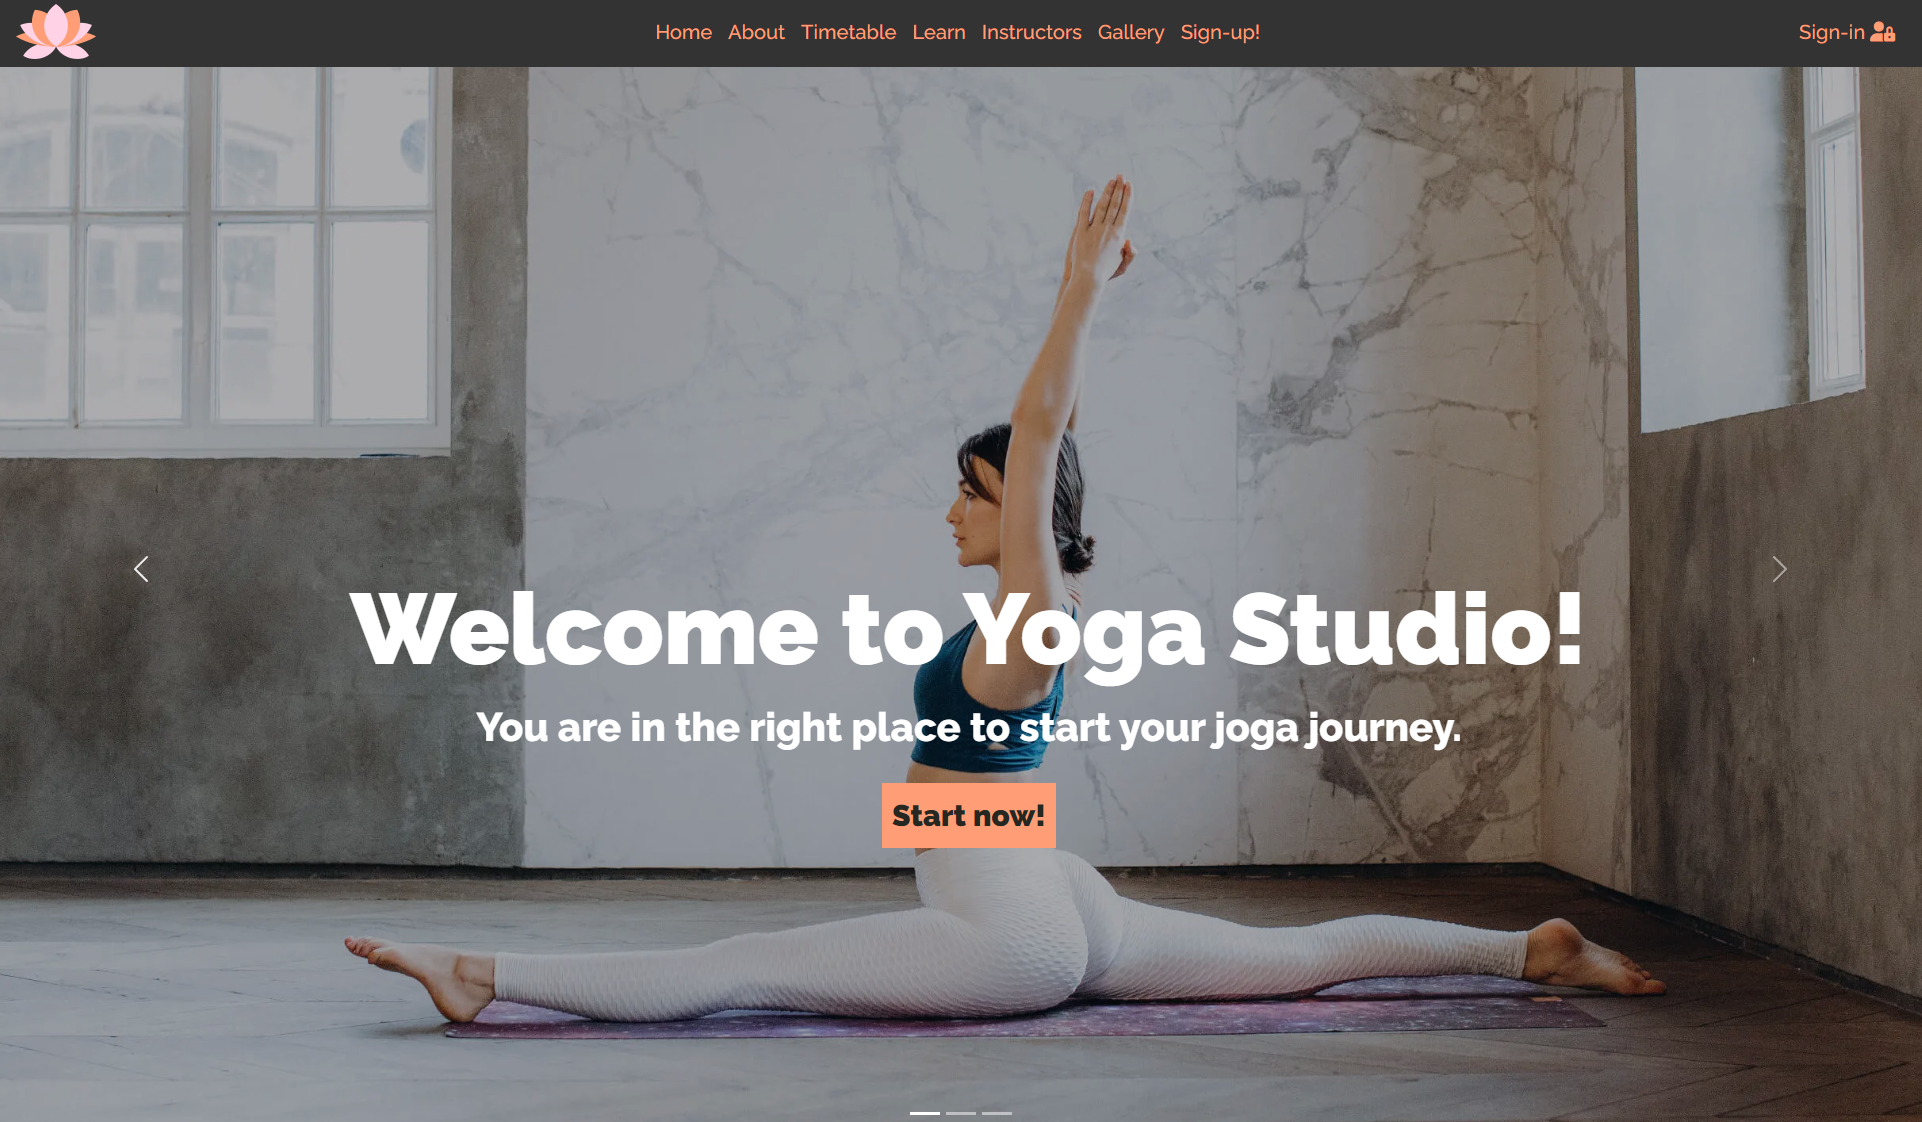 Home About Timetable Learn Instructors Gallery Sign-up! Sign-in
Welcome to Yoga Studio!
You are in the right place to start your joga journey.
Start now!